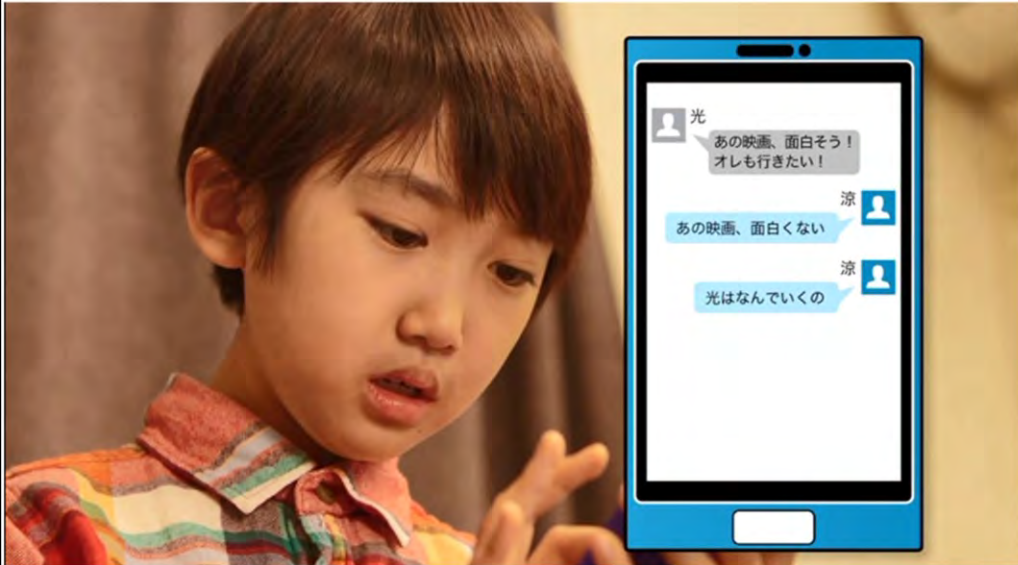 光
あの映画、面白そう！
オレも行きたい！
涼
あの映画、面白くない
涼
光はなんでいくの